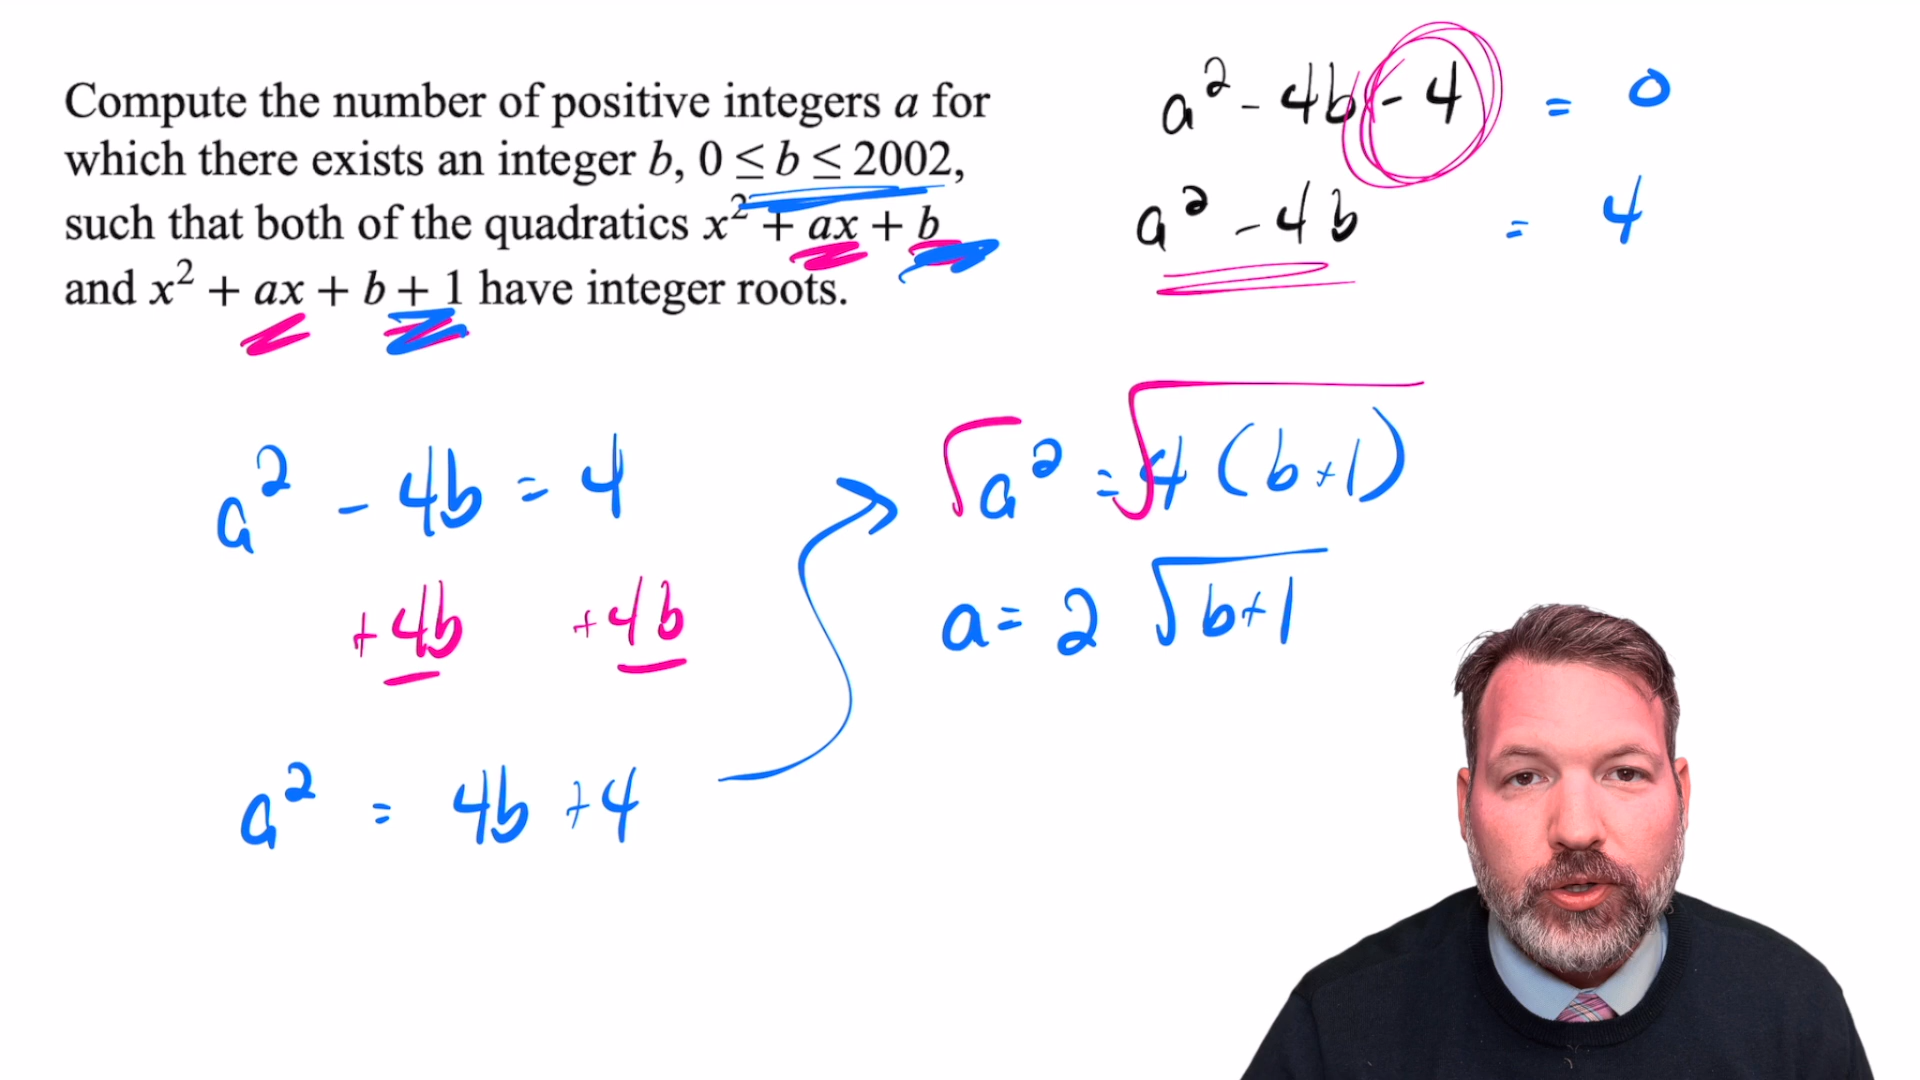 Compute the number of positive integers a for
which there exists an integer b, 0 ≤ b ≤ 2002,
such that both of the quadratics x² + ax + b
and x² + ax + b + 1 have integer roots.
a² - 4b - 4 = 0
a² - 4b = 4
a² - 4b = 4
+4b +4b
a² = 4b + 4
√a² = √4(b+1)
a = 2√b+1